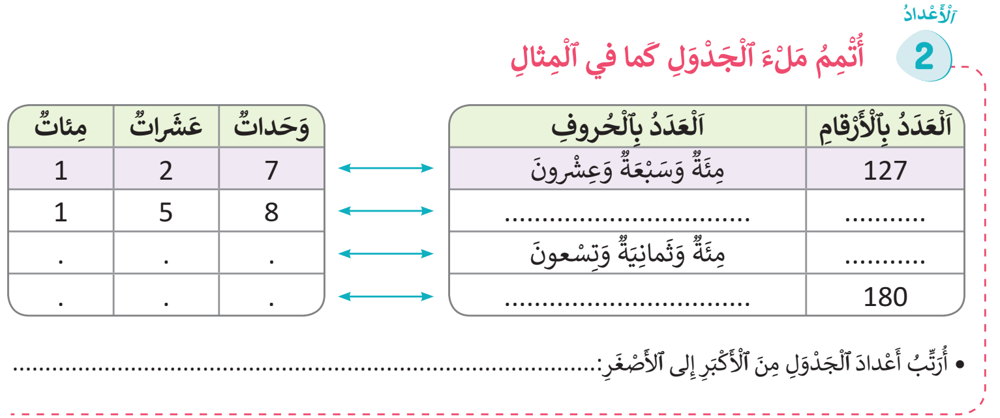 ٱلْأَعْدادُ
2 أُتْمِمُ مَلْءَ ٱلْجَدْوَلِ كَما في ٱلْمِثالِ
اَلْعَدَدُ بِٱلْأَرْقامِ اَلْعَدَدُ بِٱلْحُروفِ وَحَداتٌ عَشَراتٌ مِئاتٌ
127 مِئَةٌ وَسَبْعَةٌ وَعِشْرونَ 7 2 1
........... ................................. 8 5 1
........... مِئَةٌ وَثَمانِيَةٌ وَتِسْعونَ . . .
180 ................................. . . .
• أُرَتِّبُ أَعْدادَ ٱلْجَدْوَلِ مِنَ ٱلْأَكْبَرِ إِلى ٱلأَصْغَرِ:..........................................................................................